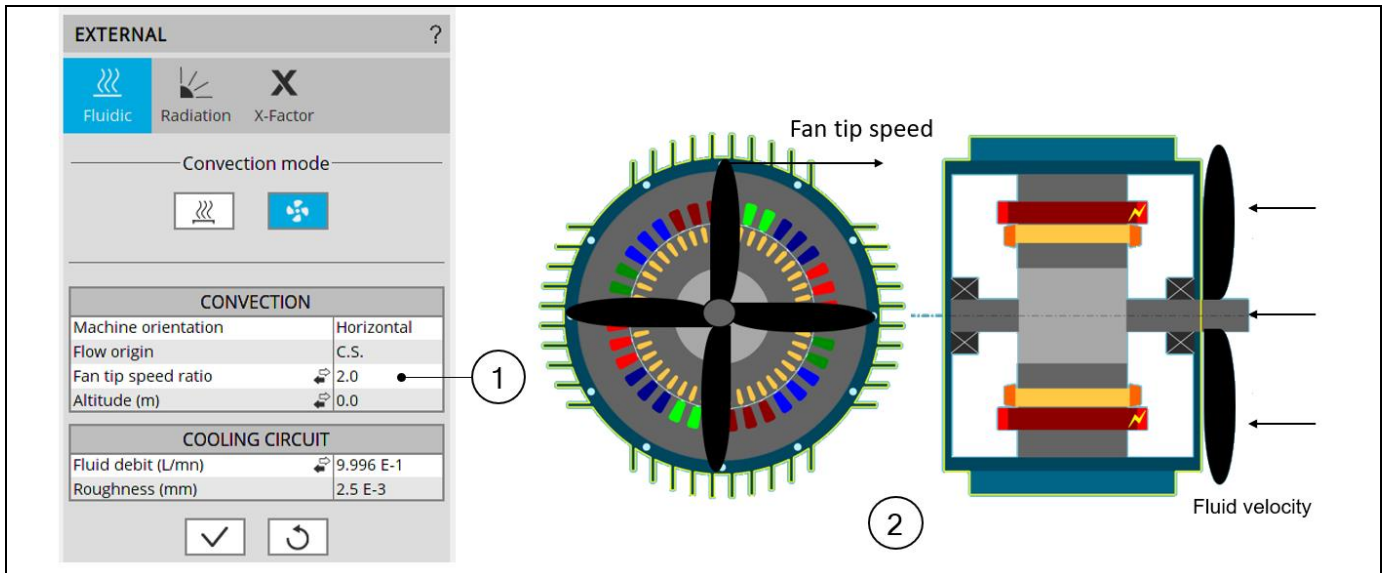 EXTERNAL ?
Fluidic Radiation X-Factor
Convection mode
CONVECTION
Machine orientation Horizontal
Flow origin C.S.
Fan tip speed ratio 2.0
Altitude (m) 0.0
COOLING CIRCUIT
Fluid debit (L/mn) 9.996 E-1
Roughness (mm) 2.5 E-3
1
Fan tip speed
2
Fluid velocity